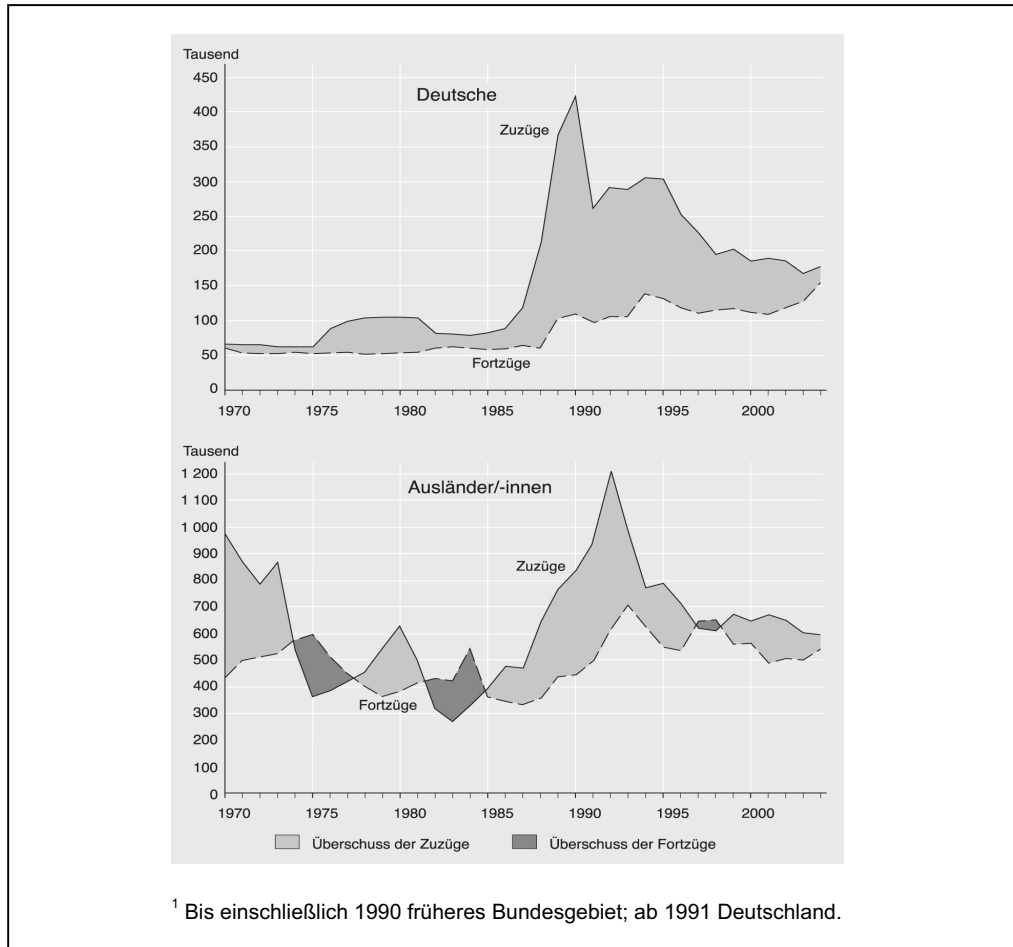 Tausend
450
Deutsche
400
Zuzüge
350
300
250
200
150
100
50
Fortzüge
0
1970 1975 1980 1985 1990 1995 2000
Tausend
1 200
Ausländer/-innen
1 100
1 000
900
Zuzüge
800
700
600
500
400
Fortzüge
300
200
100
0
1970 1975 1980 1985 1990 1995 2000
Überschuss der Zuzüge Überschuss der Fortzüge
1 Bis einschließlich 1990 früheres Bundesgebiet; ab 1991 Deutschland.